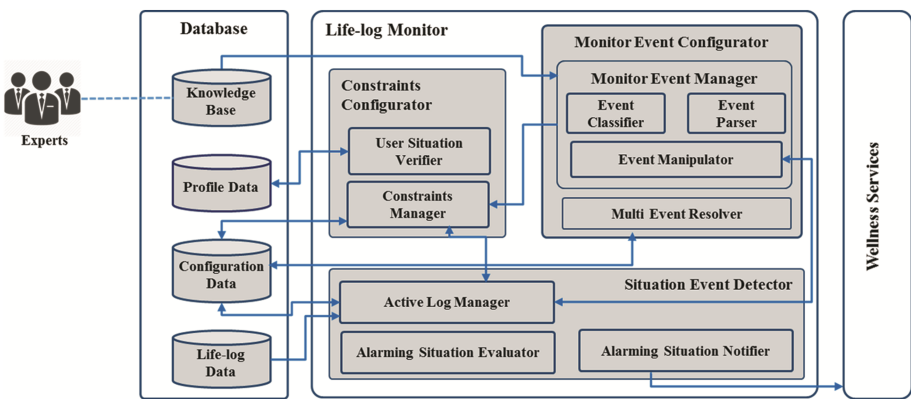 Experts
Database
Knowledge
Base
Profile Data
Configuration
Data
Life-log
Data
Life-log Monitor
Constraints
Configurator
User Situation
Verifier
Constraints
Manager
Monitor Event Configurator
Monitor Event Manager
Event
Classifier
Event
Parser
Event Manipulator
Multi Event Resolver
Situation Event Detector
Active Log Manager
Alarming Situation Evaluator
Alarming Situation Notifier
Wellness Services